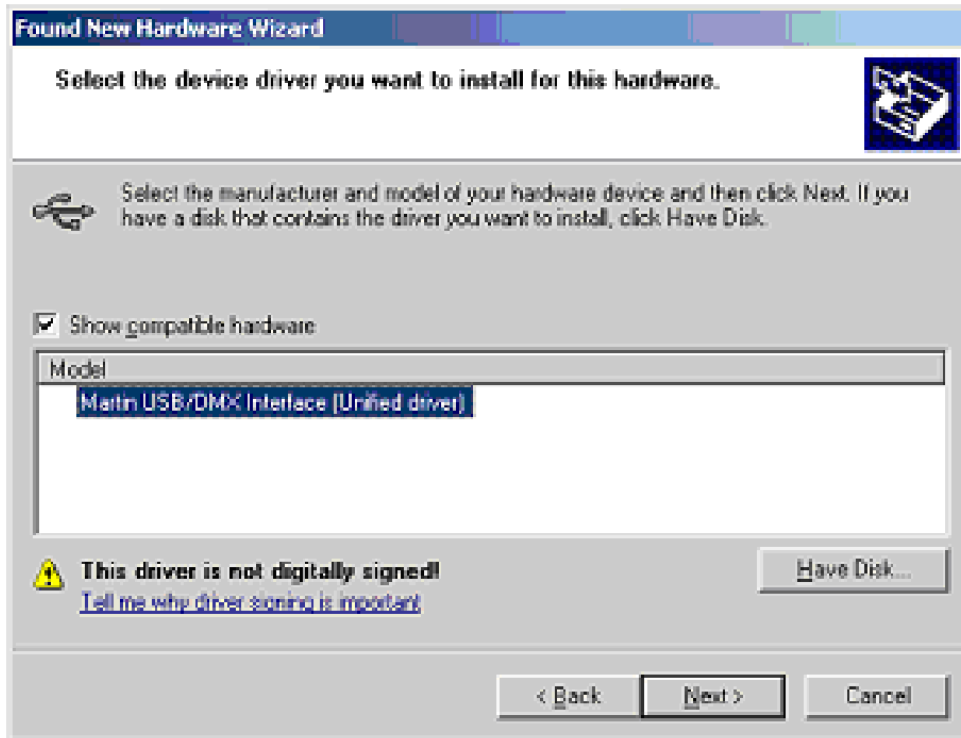 Found New Hardware Wizard
Select the device driver you want to install for this hardware.
Select the manufacturer and model of your hardware device and then click Next. If you
have a disk that contains the driver you want to install, click Have Disk.
Show compatible hardware
Model
Martin USB/DMX Interface (Unified driver)
This driver is not digitally signed!
Have Disk...
Tell me why driver signing is important
< Back
Next >
Cancel